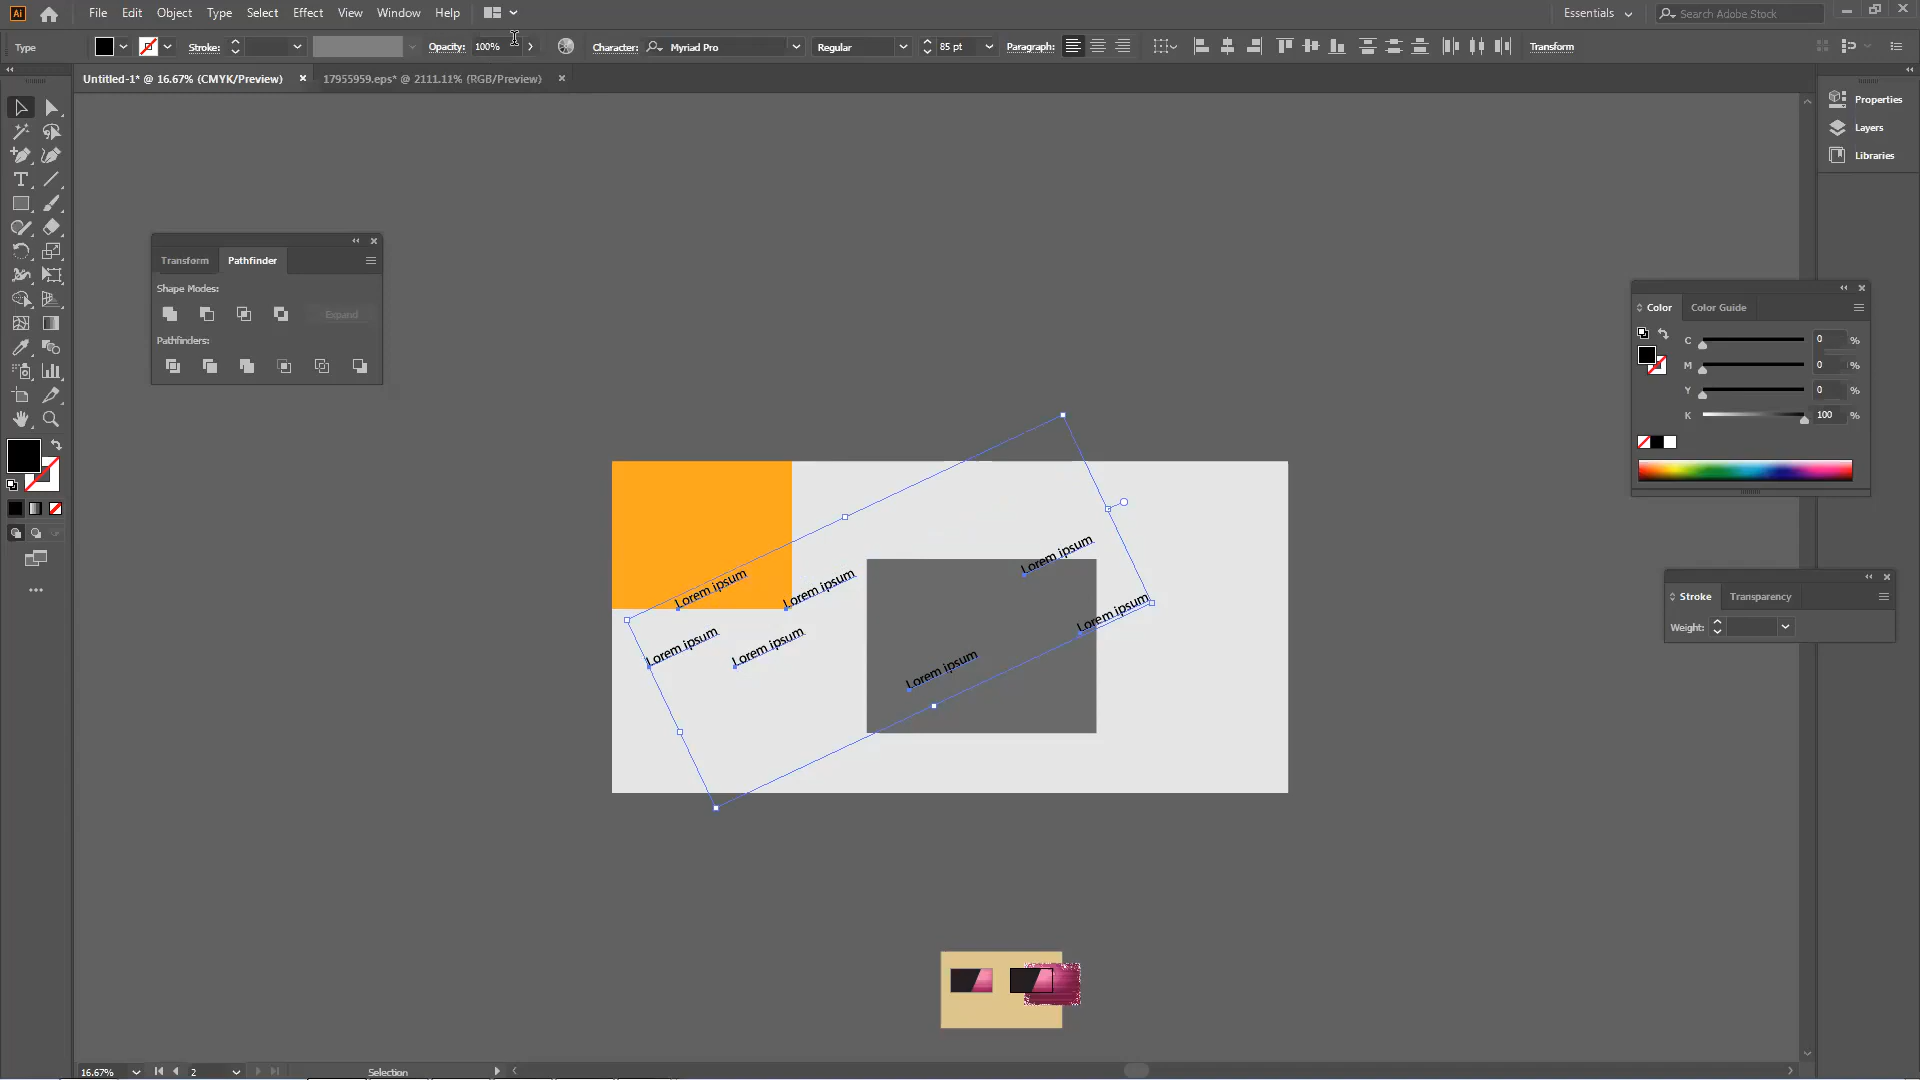 Ai File Edit Object Type Select Effect View Window Help Essentials Search Adobe Stock
Type Stroke: Opacity: 100% Character: Myriad Pro Regular 85 pt Paragraph: Transform
Untitled-1* @ 16.67% (CMYK/Preview) × 17955959.eps* @ 2111.11% (RGB/Preview) ×
Properties
Layers
Libraries
Transform Pathfinder
Shape Modes:
Expand
Pathfinders:
Color Color Guide
C 0 %
M 0 %
Y 0 %
K 100 %
Lorem ipsum
Lorem ipsum
Lorem ipsum
Lorem ipsum
Lorem ipsum
Lorem ipsum
Lorem ipsum
Stroke Transparency
Weight:
16.67% 2 Selection